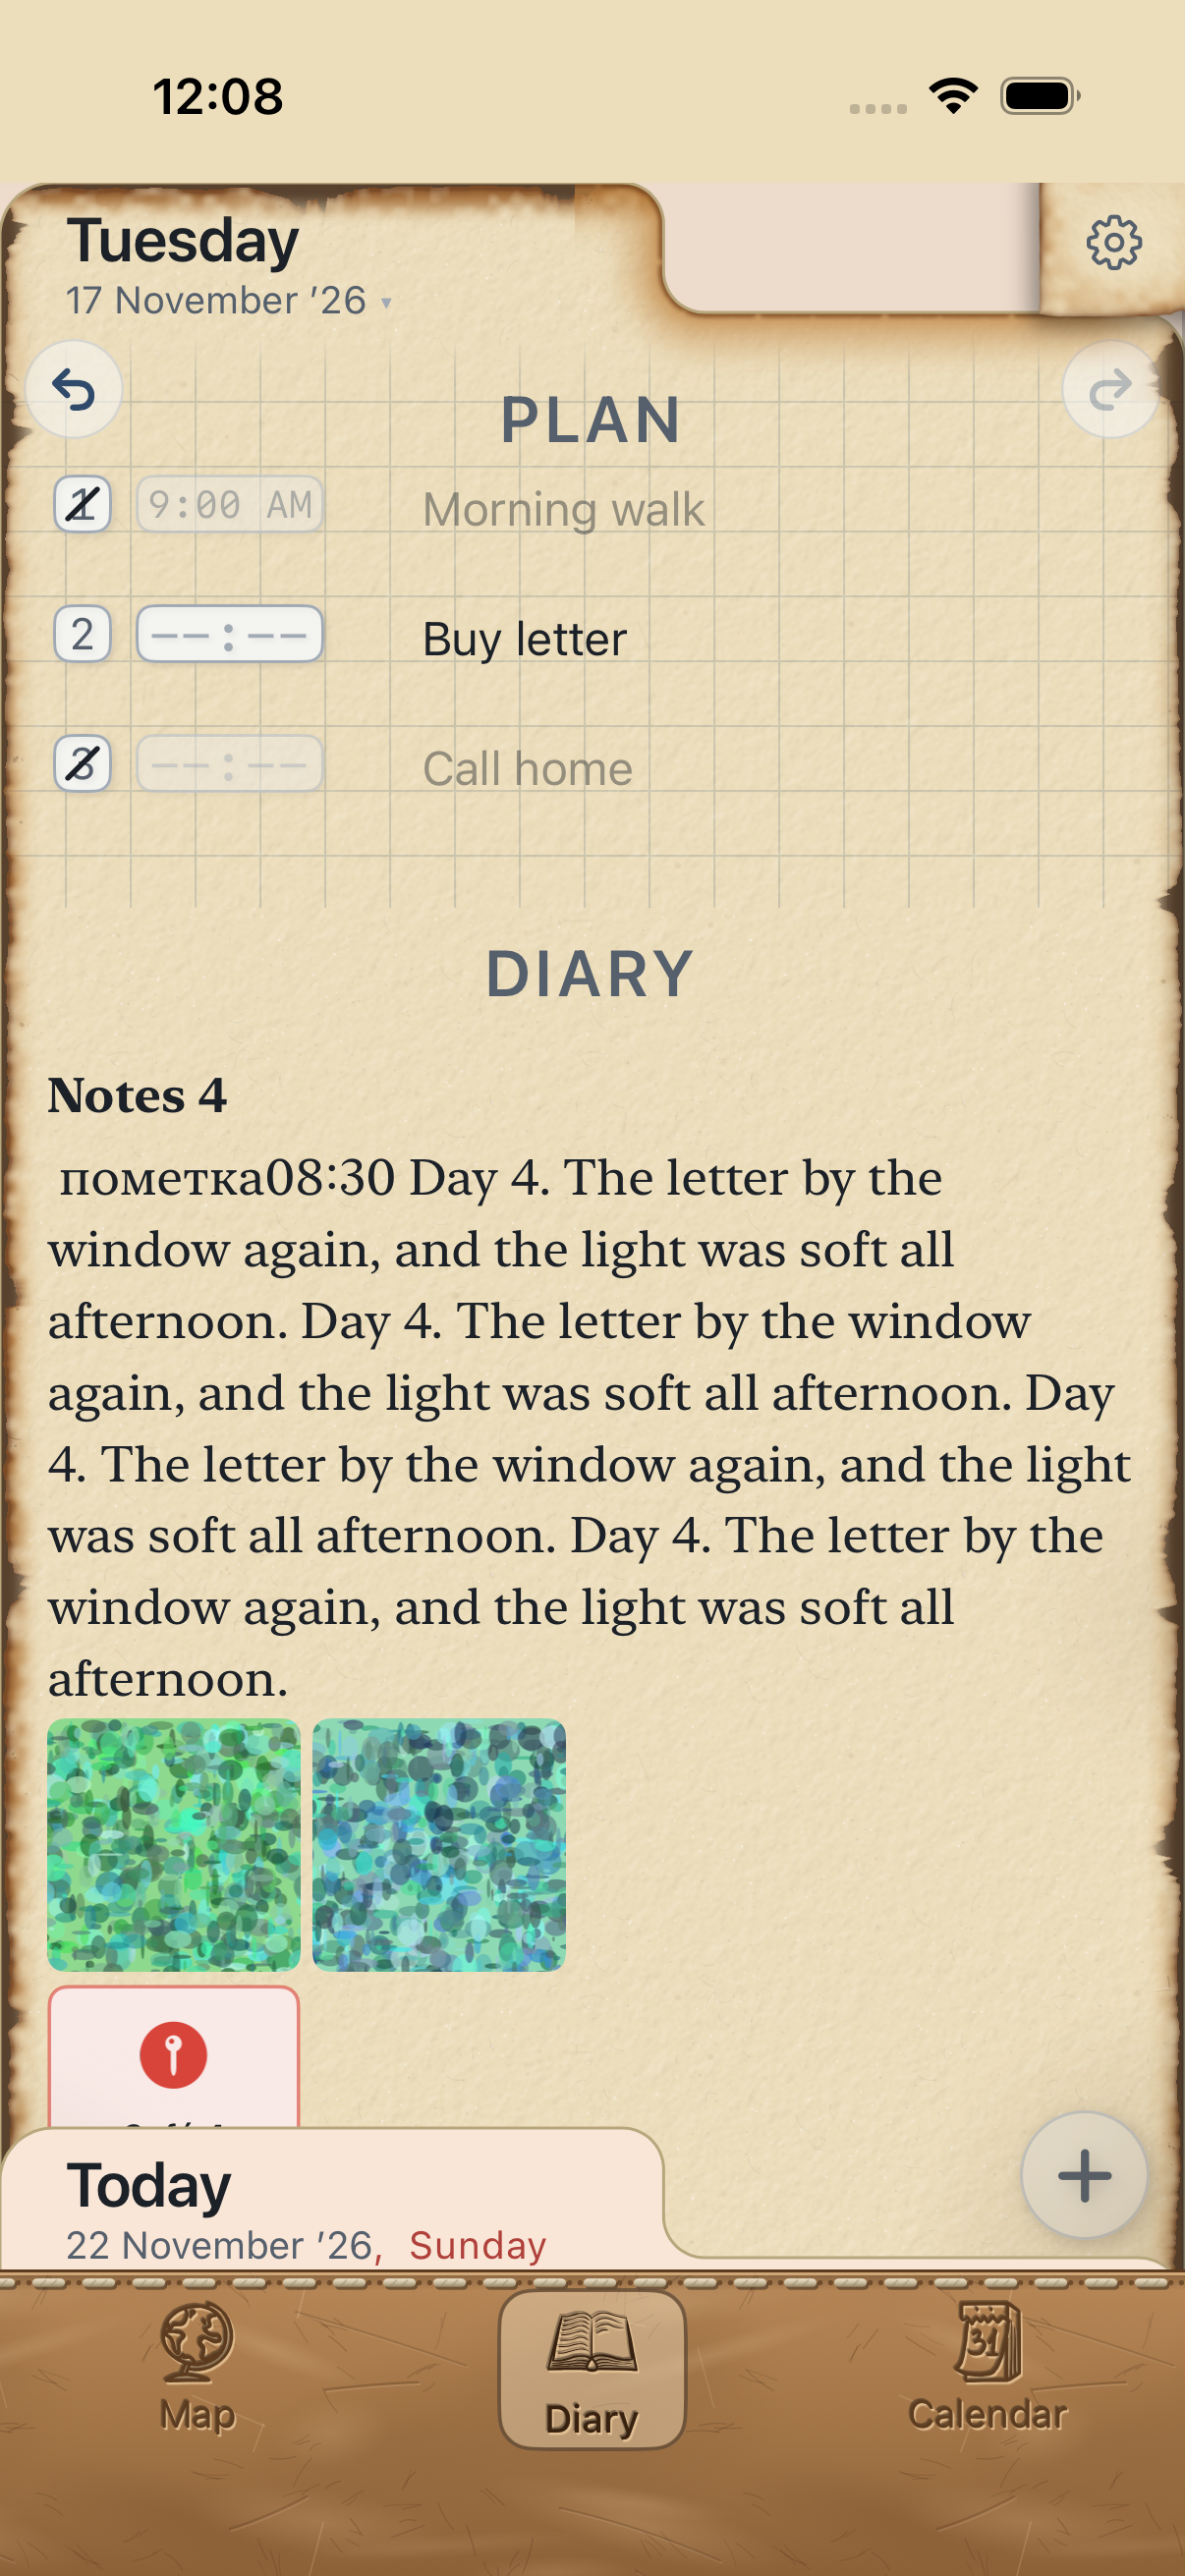 12:08
Tuesday
17 November ’26
PLAN
1 9:00 AM Morning walk
2 --:-- Buy letter
3 --:-- Call home
DIARY
Notes 4
пометка08:30 Day 4. The letter by the
window again, and the light was soft all
afternoon. Day 4. The letter by the window
again, and the light was soft all afternoon. Day
4. The letter by the window again, and the light
was soft all afternoon. Day 4. The letter by the
window again, and the light was soft all
afternoon.
Today
22 November ’26, Sunday
31
Map
Diary
Calendar